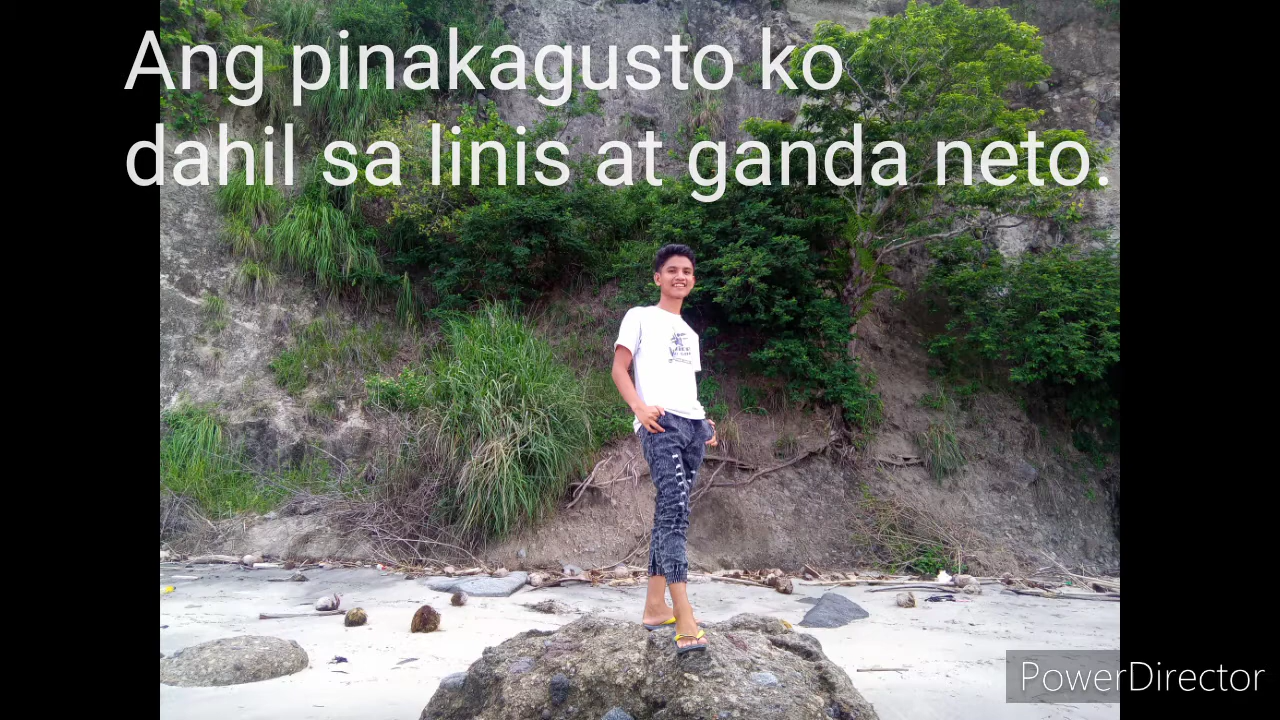 Ang pinakagusto ko
dahil sa linis at ganda neto.
PowerDirector